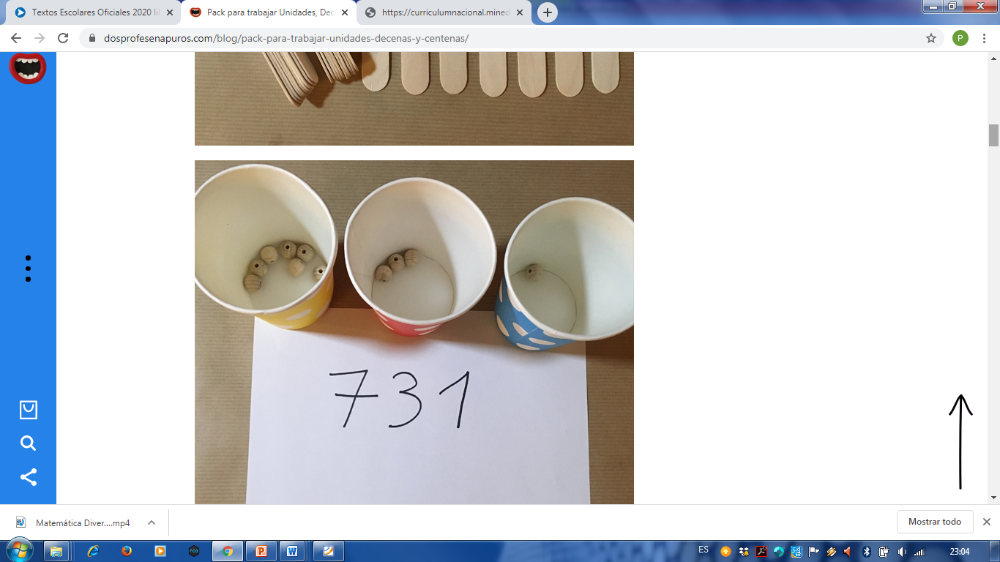 Textos Escolares Oficiales 2020 li
Pack para trabajar Unidades, Dec
https://curriculumnacional.mined
dosprofesenapuros.com/blog/pack-para-trabajar-unidades-decenas-y-centenas/
P
731
Matemática Diver....mp4
Mostrar todo
ES
23:04